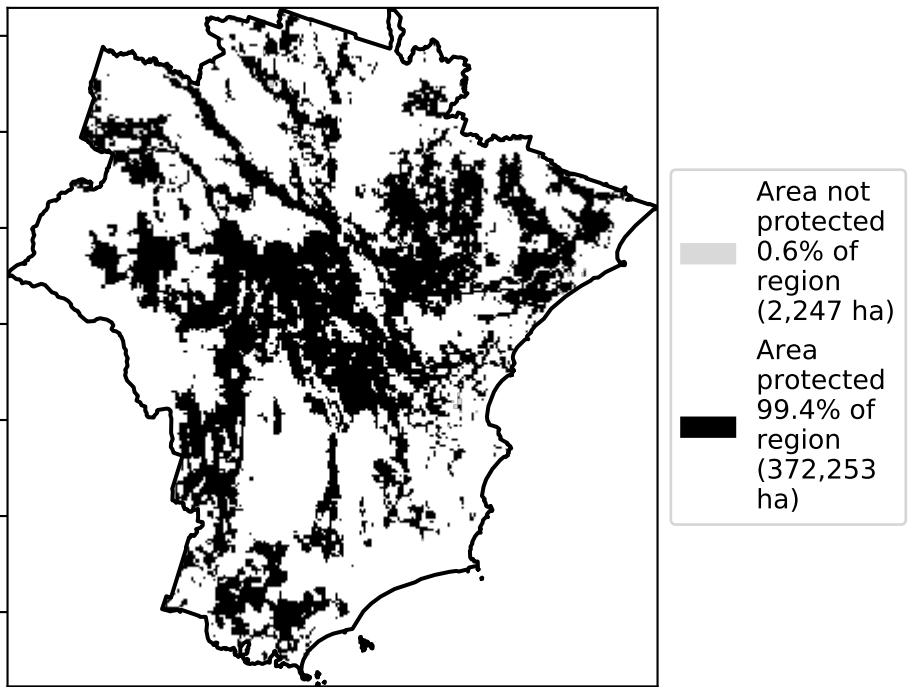 Area not
protected
0.6% of
region
(2,247 ha)
Area
protected
99.4% of
region
(372,253
ha)